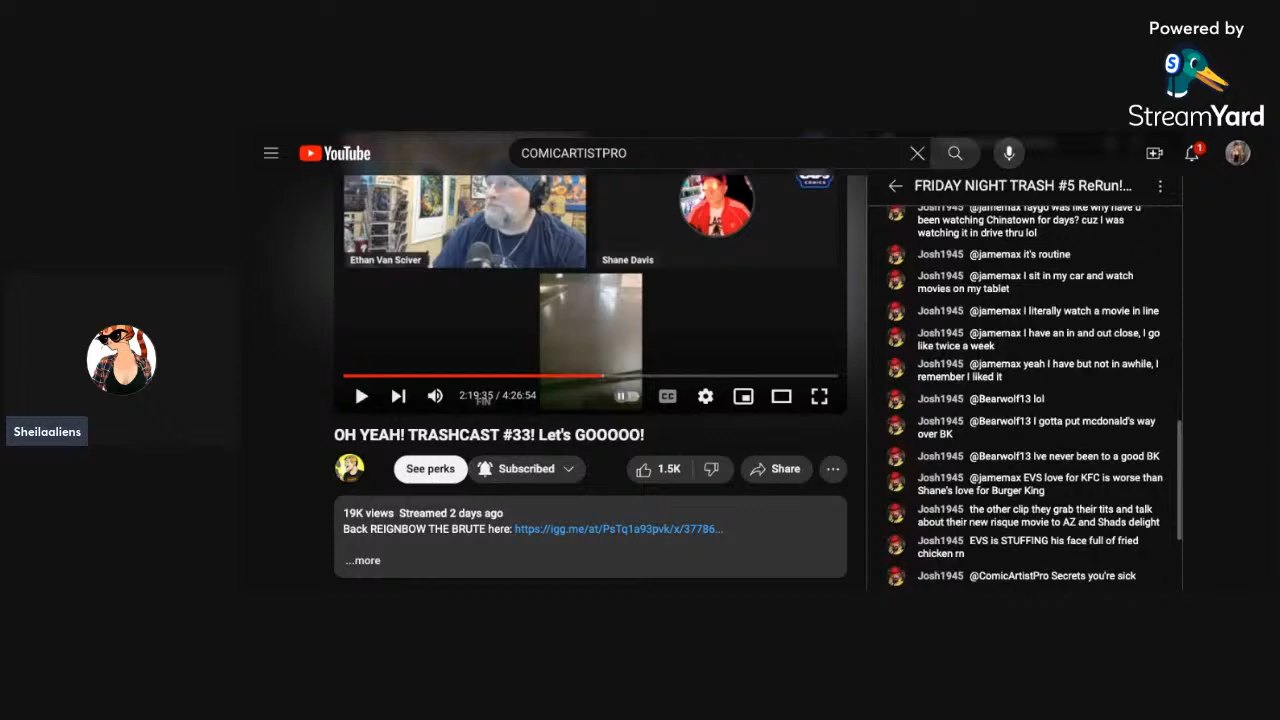 Powered by
StreamYard
YouTube
COMICARTISTPRO
1
Ethan Van Sciver
Shane Davis
COMICS
2:19:35 / 4:26:54
CC
FIN
OH YEAH! TRASHCAST #33! Let's GOOOOO!
See perks
Subscribed
1.5K
Share
19K views Streamed 2 days ago
Back REIGNBOW THE BRUTE here: https://igg.me/at/PsTq1a93pvk/x/37786...
...more
Sheilaaliens
FRIDAY NIGHT TRASH #5 ReRun!...
Josh1945 @jamemax raygo was like why have u
been watching Chinatown for days? cuz I was
watching it in drive thru lol
Josh1945 @jamemax it's routine
Josh1945 @jamemax I sit in my car and watch
movies on my tablet
Josh1945 @jamemax I literally watch a movie in line
Josh1945 @jamemax I have an in and out close, I go
like twice a week
Josh1945 @jamemax yeah I have but not in awhile, I
remember I liked it
Josh1945 @Bearwolf13 lol
Josh1945 @Bearwolf13 I gotta put mcdonald's way
over BK
Josh1945 @Bearwolf13 Ive never been to a good BK
Josh1945 @jamemax EVS love for KFC is worse than
Shane's love for Burger King
Josh1945 the other clip they grab their tits and talk
about their new risque movie to AZ and Shads delight
Josh1945 EVS is STUFFING his face full of fried
chicken rn
Josh1945 @ComicArtistPro Secrets you're sick